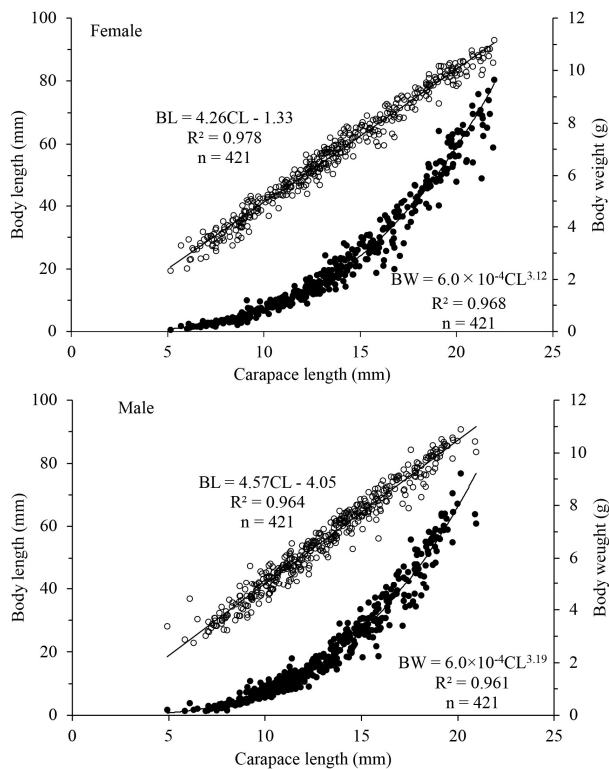 Female
100
80
60
40
20
0
Body length (mm)
12
10
8
6
4
2
0
Body weight (g)
BL = 4.26CL - 1.33
R² = 0.978
n = 421
BW = 6.0 × 10⁻⁴CL³·¹²
R² = 0.968
n = 421
0 5 10 15 20 25
Carapace length (mm)
Male
100
80
60
40
20
0
Body length (mm)
12
10
8
6
4
2
0
Body weught (g)
BL = 4.57CL - 4.05
R² = 0.964
n = 421
BW = 6.0×10⁻⁴CL³·¹⁹
R² = 0.961
n = 421
0 5 10 15 20 25
Carapace length (mm)